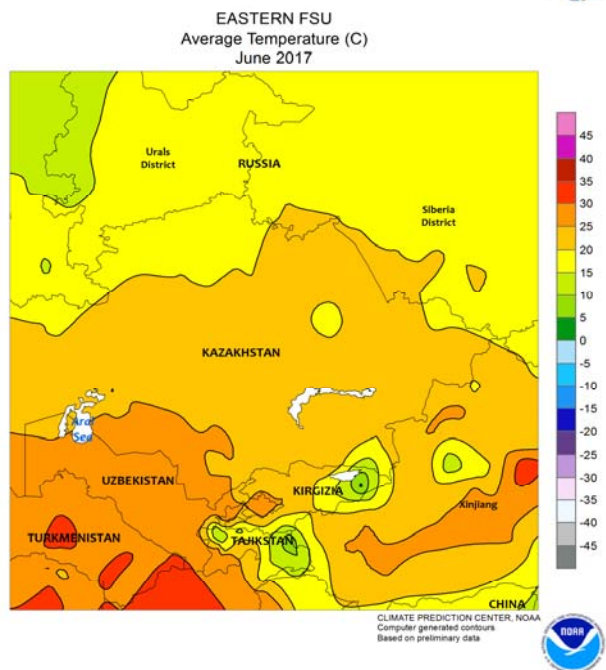 EASTERN FSU
Average Temperature (C)
June 2017
Urals
District
RUSSIA
Siberia
District
KAZAKHSTAN
Aral
Sea
UZBEKISTAN
KIRGIZIA
Xinjiang
TURKMENISTAN
TAJIKSTAN
CHINA
45
40
35
30
25
20
15
10
5
0
-5
-10
-15
-20
-25
-30
-35
-40
-45
CLIMATE PREDICTION CENTER, NOAA
Computer generated contours
Based on preliminary data
NOAA